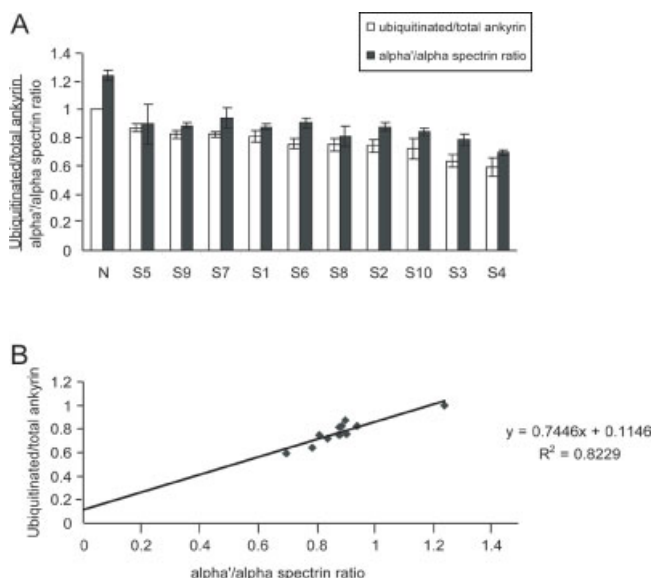 A
ubiquitinated/total ankyrin
alpha'/alpha spectrin ratio
Ubiquitinated/total ankyrin
alpha'/alpha spectrin ratio
1.4
1.2
1
0.8
0.6
0.4
0.2
0
N S5 S9 S7 S1 S6 S8 S2 S10 S3 S4
B
Ubiquitinated/total ankyrin
1.2
1
0.8
0.6
0.4
0.2
0
y = 0.7446x + 0.1146
R² = 0.8229
0 0.2 0.4 0.6 0.8 1 1.2 1.4
alpha'/alpha spectrin ratio